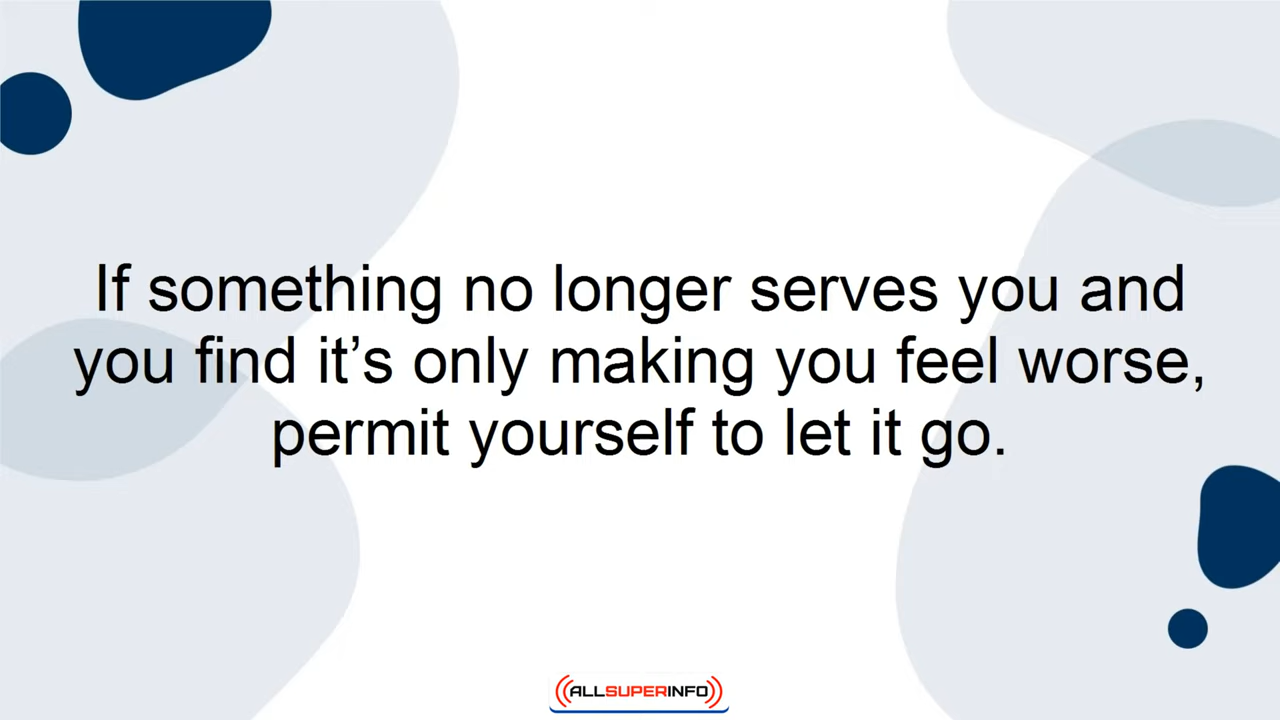 If something no longer serves you and
you find it’s only making you feel worse,
permit yourself to let it go.
ALLSUPERINFO